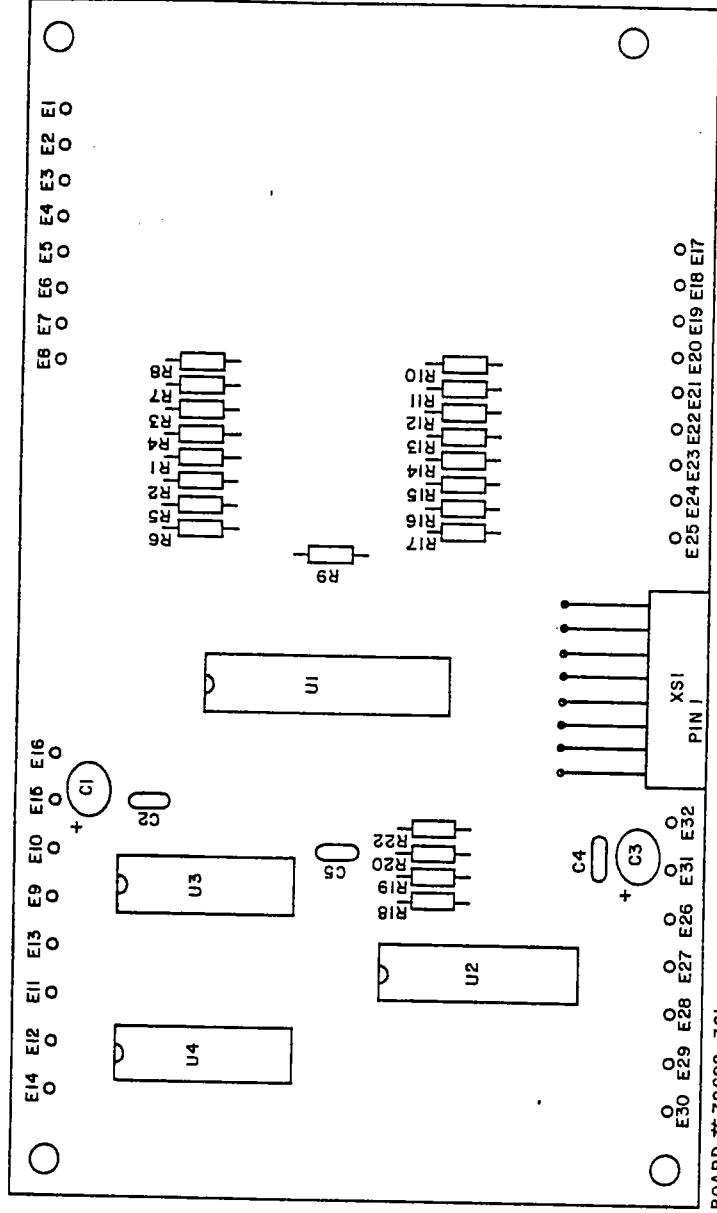 E1
E2
E3
E4
E5
E6
E7
E8
R8
R7
R3
R4
R1
R2
R5
R6
R9
R10
R11
R12
R13
R14
R15
R16
R17
E17
E18
E19
E20
E21
E22
E23
E24
E25
U1
XS1
PIN 1
E16
E15
E10
E9
E13
E11
E12
E14
C1
+
C2
U3
C5
R22
R20
R19
R18
C4
C3
+
U2
U4
E32
E31
E26
E27
E28
E29
E30
BOARD #